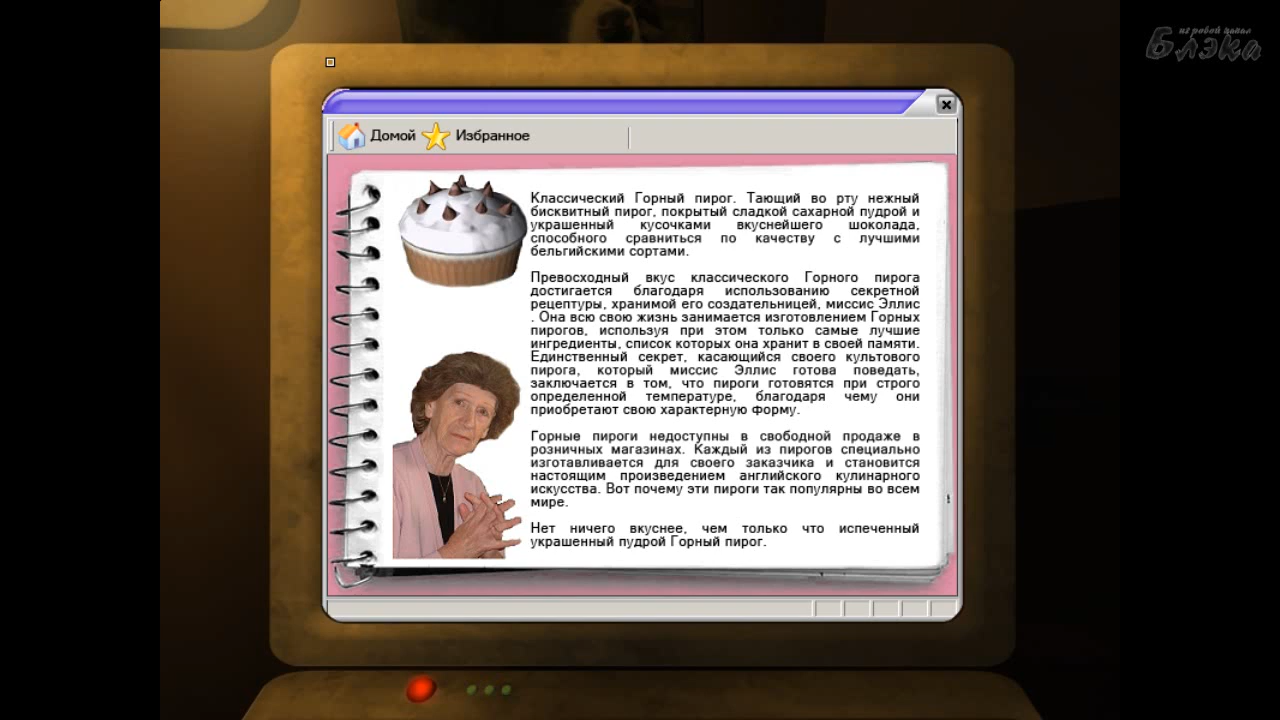 из робой папал
Блэка
Домой
Избранное
Классический Горный пирог. Тающий во рту нежный
бисквитный пирог, покрытый сладкой сахарной пудрой и
украшенный кусочками вкуснейшего шоколада,
способного сравниться по качеству с лучшими
бельгийскими сортами.
Превосходный вкус классического Горного пирога
достигается благодаря использованию секретной
рецептуры, хранимой его создательницей, миссис Эллис
. Она всю свою жизнь занимается изготовлением Горных
пирогов, используя при этом только самые лучшие
ингредиенты, список которых она хранит в своей памяти.
Единственный секрет, касающийся своего культового
пирога, который миссис Эллис готова поведать,
заключается в том, что пироги готовятся при строго
определенной температуре, благодаря чему они
приобретают свою характерную форму.
Горные пироги недоступны в свободной продаже в
розничных магазинах. Каждый из пирогов специально
изготавливается для своего заказчика и становится
настоящим произведением английского кулинарного
искусства. Вот почему эти пироги так популярны во всем
мире.
Нет ничего вкуснее, чем только что испеченный
украшенный пудрой Горный пирог.